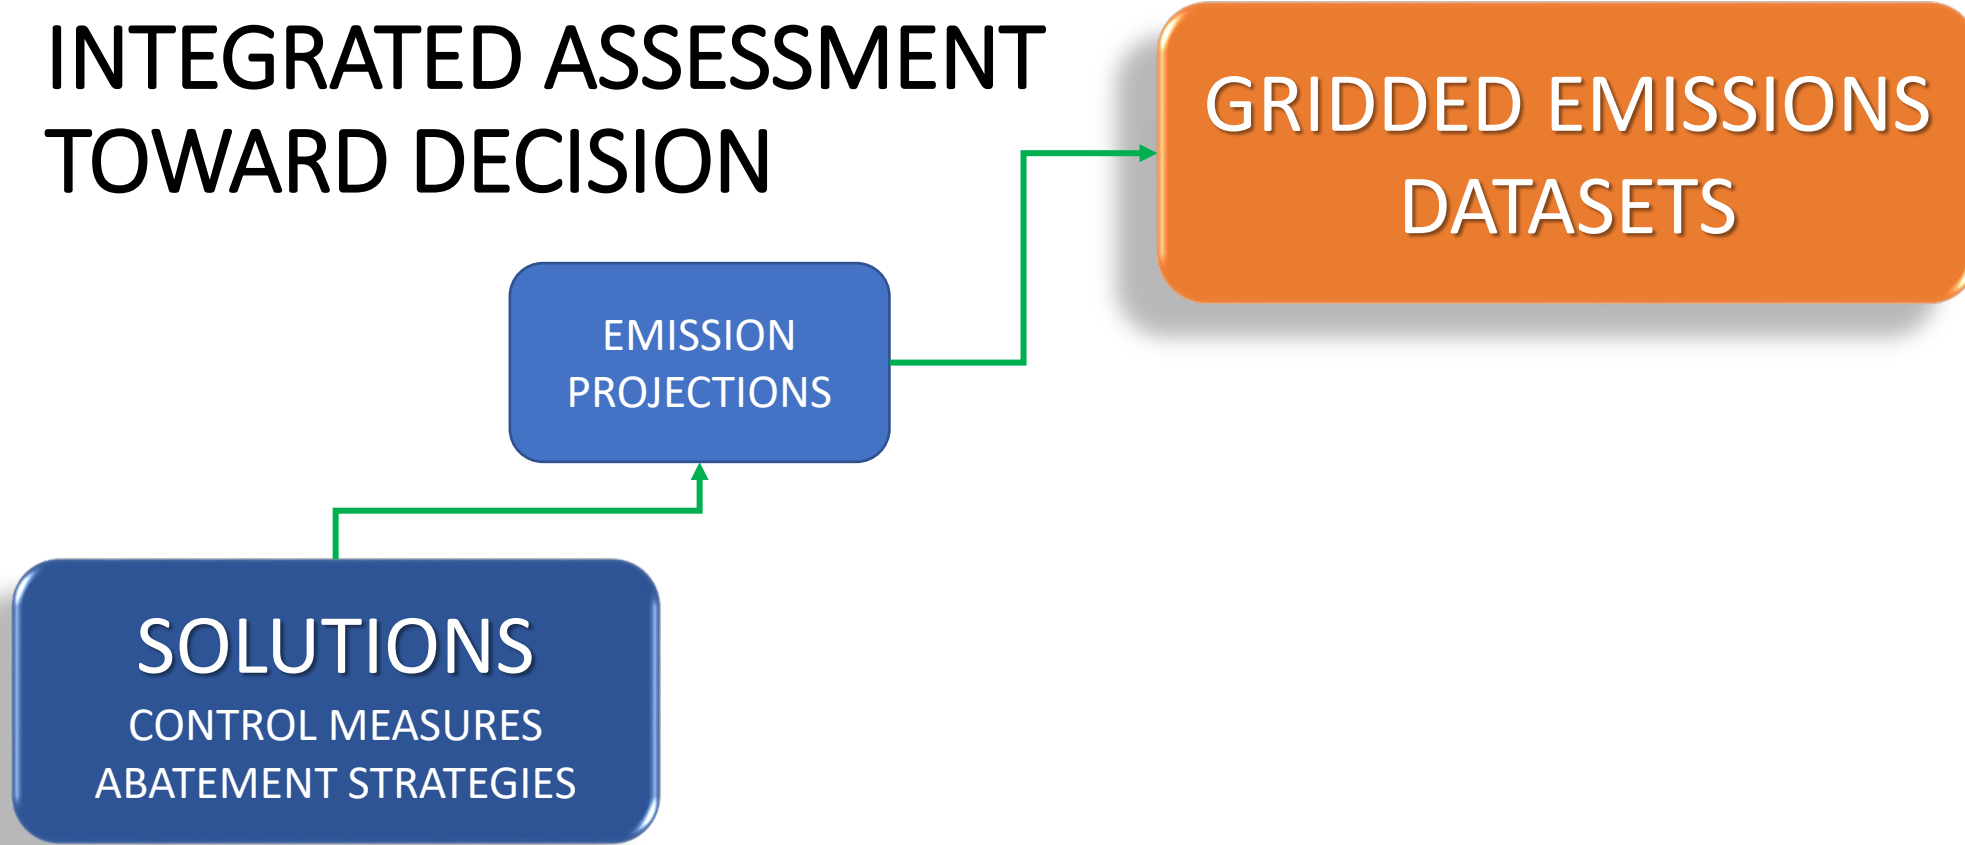 INTEGRATED ASSESSMENT
TOWARD DECISION
GRIDDED EMISSIONS
DATASETS
EMISSION
PROJECTIONS
SOLUTIONS
CONTROL MEASURES
ABATEMENT STRATEGIES